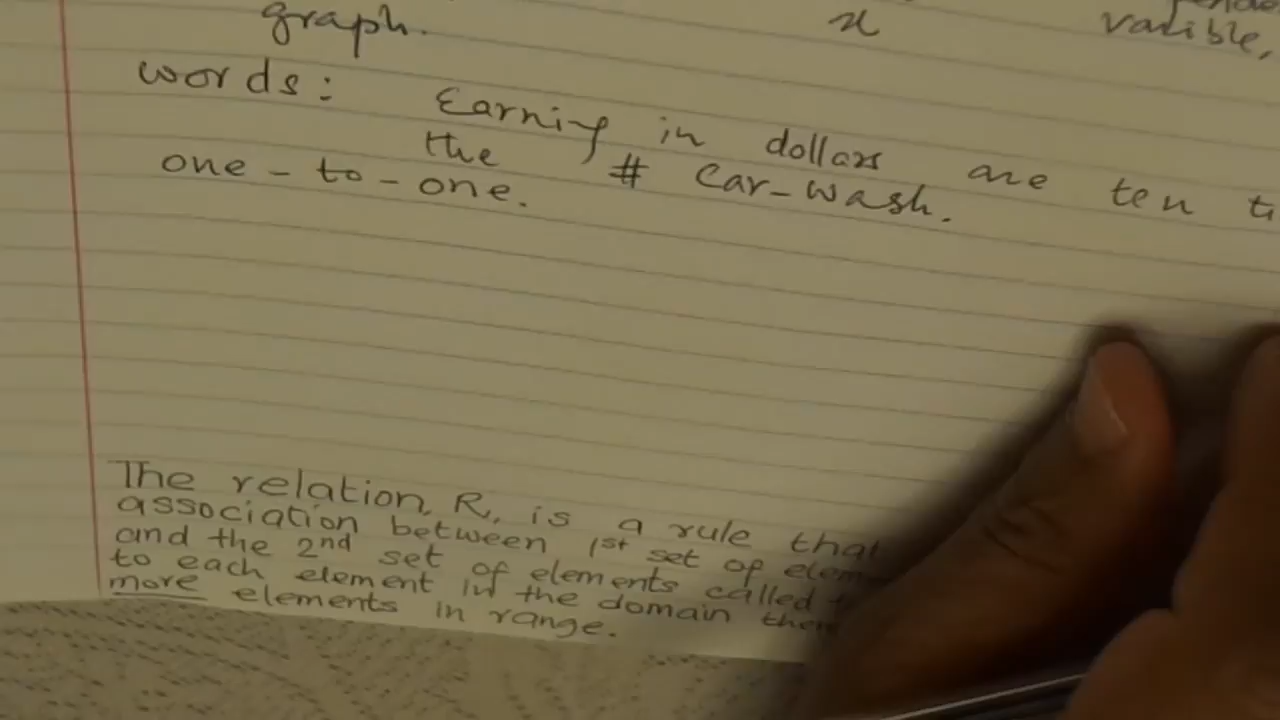 graph.
x
varible,
words: Earning in dollars are ten
the # Car-wash.
one-to-one.
The relation, R, is a rule that
association between 1st set of
and the 2nd set of elements called
to each element in the domain
more elements in range.